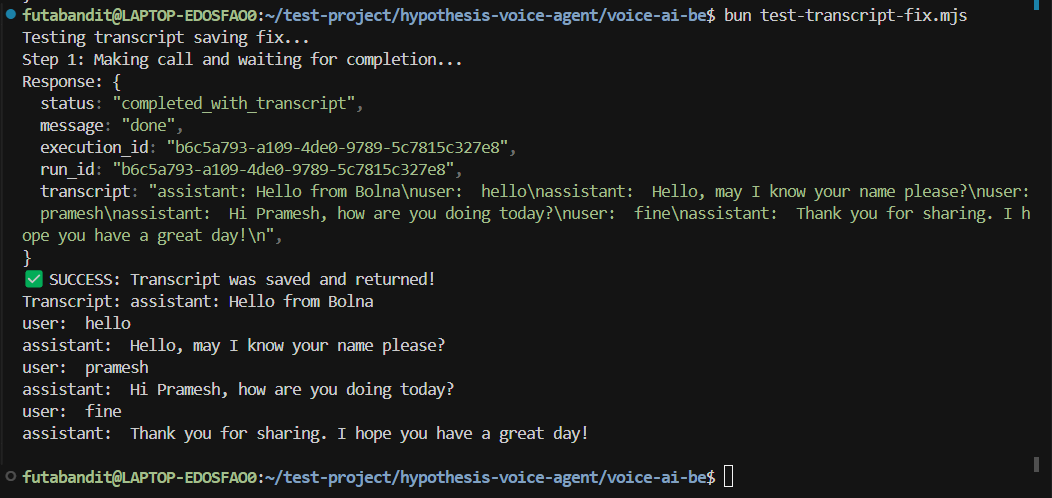 futabandit@LAPTOP-EDOSFAO0:~/test-project/hypothesis-voice-agent/voice-ai-be$ bun test-transcript-fix.mjs
Testing transcript saving fix...
Step 1: Making call and waiting for completion...
Response: {
  status: "completed_with_transcript",
  message: "done",
  execution_id: "b6c5a793-a109-4de0-9789-5c7815c327e8",
  run_id: "b6c5a793-a109-4de0-9789-5c7815c327e8",
  transcript: "assistant: Hello from Bolna\nuser:  hello\nassistant:  Hello, may I know your name please?\nuser:
  pramesh\nassistant:  Hi Pramesh, how are you doing today?\nuser:  fine\nassistant:  Thank you for sharing. I h
ope you have a great day!\n",
}
✅ SUCCESS: Transcript was saved and returned!
Transcript: assistant: Hello from Bolna
user:  hello
assistant:  Hello, may I know your name please?
user:  pramesh
assistant:  Hi Pramesh, how are you doing today?
user:  fine
assistant:  Thank you for sharing. I hope you have a great day!
futabandit@LAPTOP-EDOSFAO0:~/test-project/hypothesis-voice-agent/voice-ai-be$